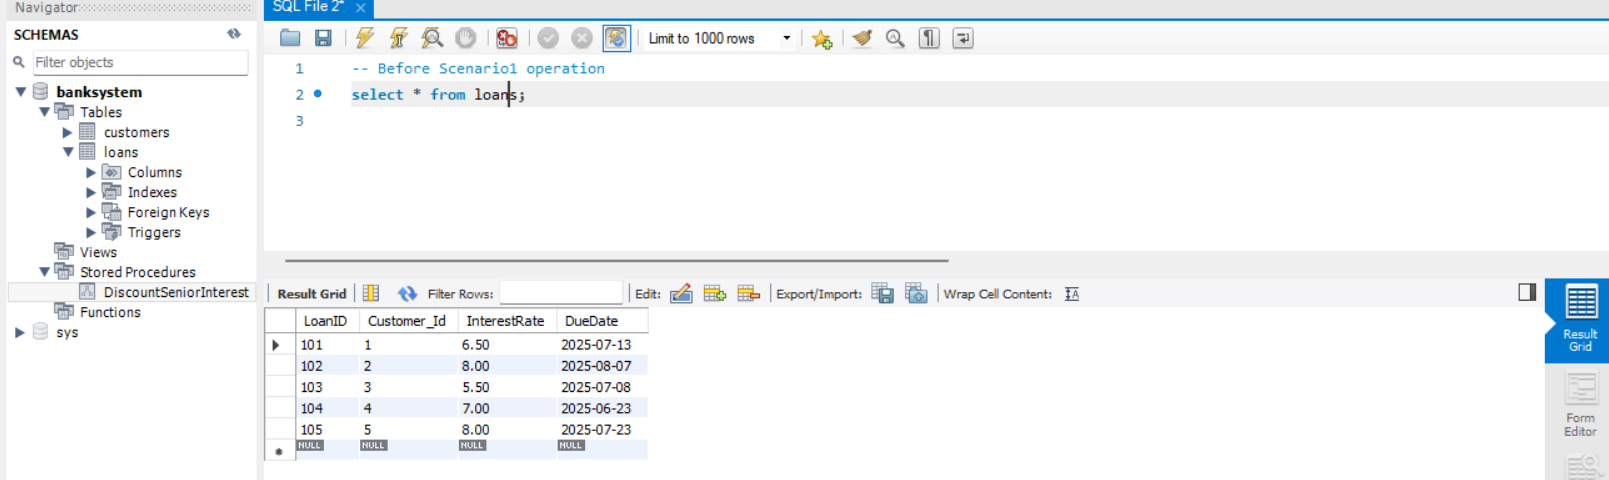 Navigator
SCHEMAS
Filter objects
banksystem
Tables
customers
loans
Columns
Indexes
Foreign Keys
Triggers
Views
Stored Procedures
DiscountSeniorInterest
Functions
sys
SQL File 2*
Limit to 1000 rows
1 -- Before Scenario1 operation
2 select * from loans;
3
Result Grid Filter Rows: Edit: Export/Import: Wrap Cell Content: IA
LoanID Customer_Id InterestRate DueDate
101 1 6.50 2025-07-13
102 2 8.00 2025-08-07
103 3 5.50 2025-07-08
104 4 7.00 2025-06-23
105 5 8.00 2025-07-23
NULL NULL NULL NULL
Result
Grid
Form
Editor